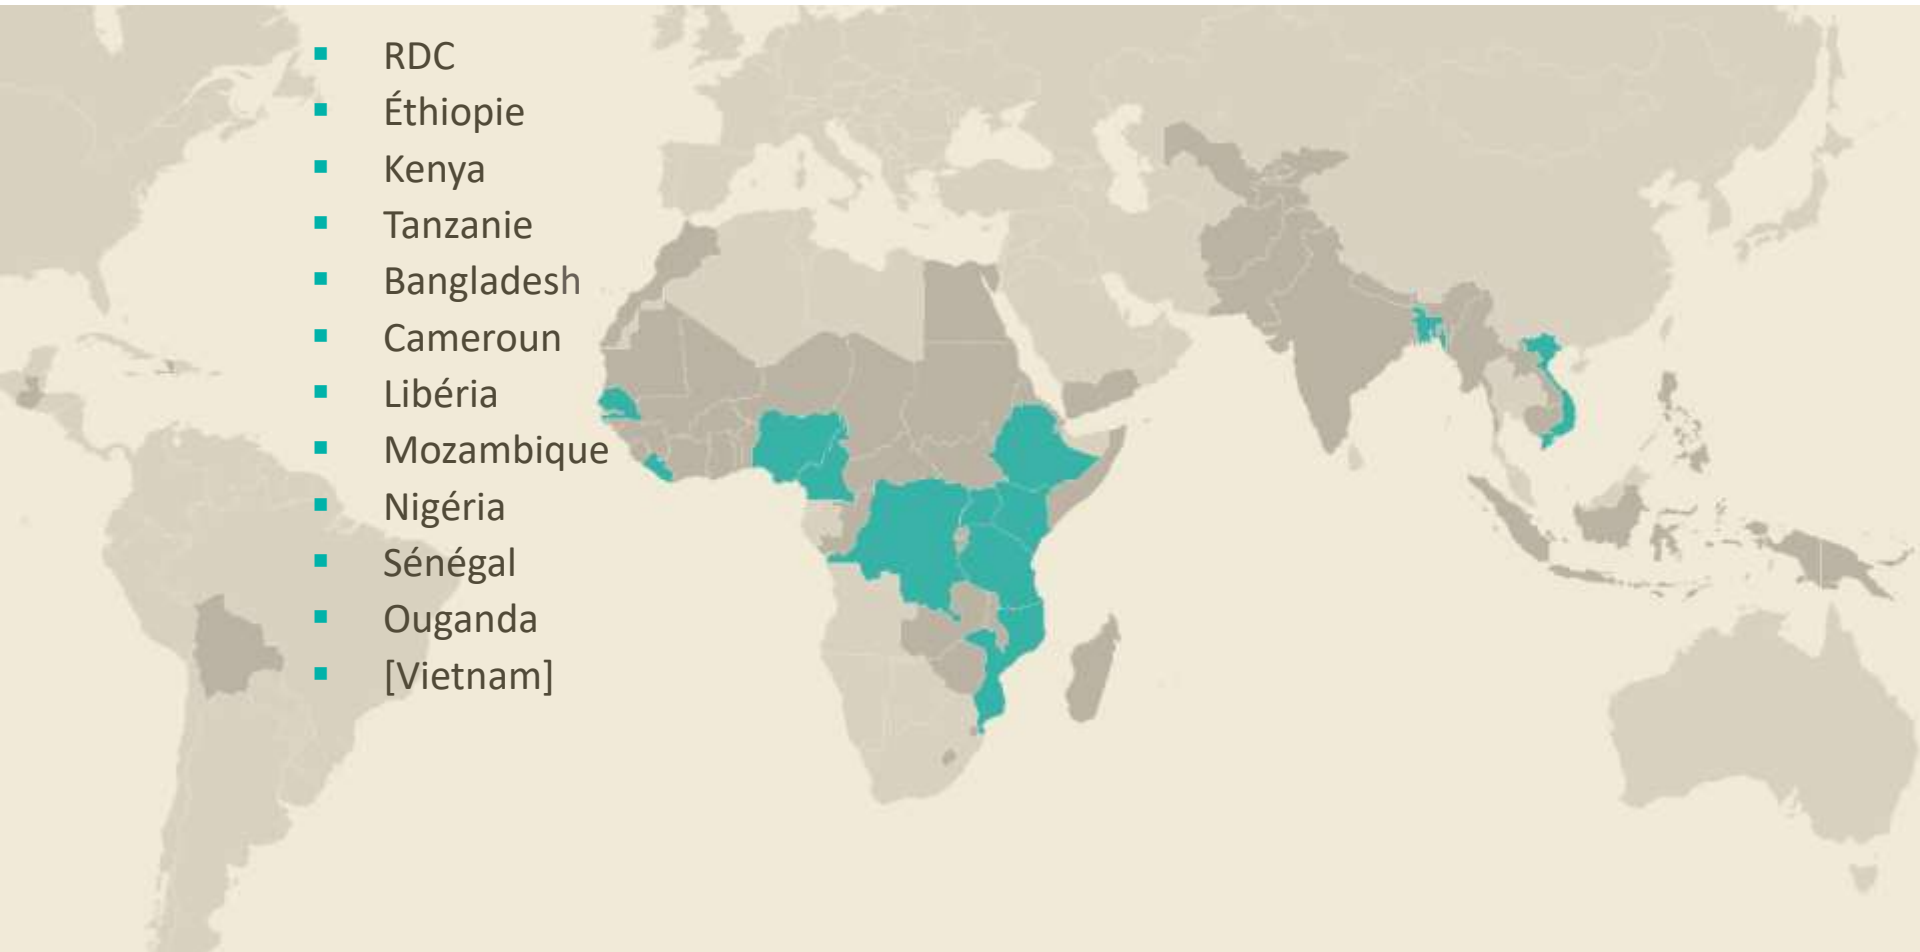 ▪ RDC
▪ Éthiopie
▪ Kenya
▪ Tanzanie
▪ Bangladesh
▪ Cameroun
▪ Libéria
▪ Mozambique
▪ Nigéria
▪ Sénégal
▪ Ouganda
▪ [Vietnam]